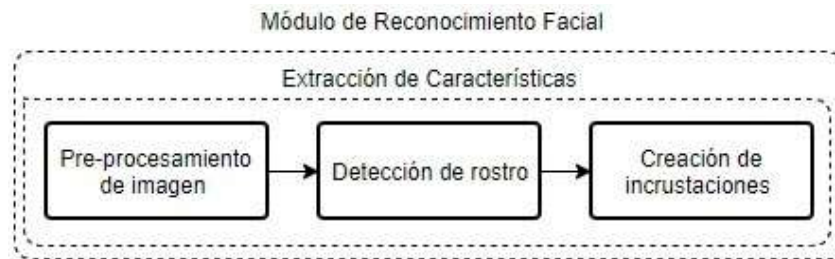 Módulo de Reconocimiento Facial
Extracción de Características
Pre-procesamiento
de imagen
Detección de rostro
Creación de
incrustaciones